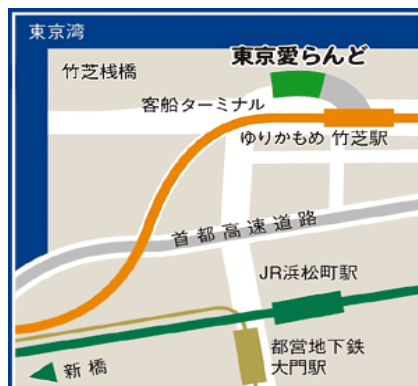 東京湾
竹芝桟橋
東京愛らんど
客船ターミナル
ゆりかもめ 竹芝駅
首都高速道路
JR浜松町駅
都営地下鉄
大門駅
新橋